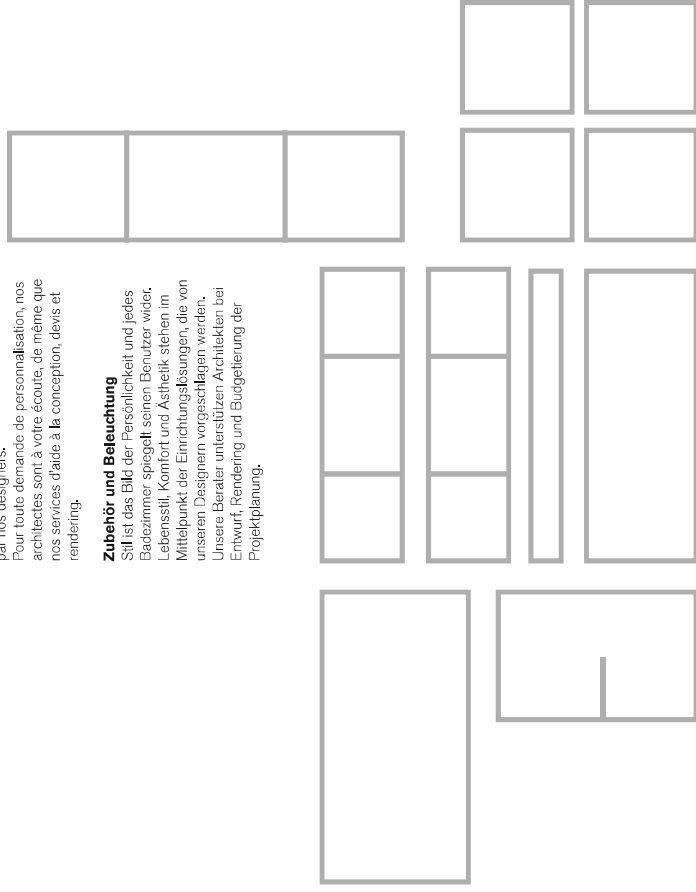 par nos designers.
Pour toute demande de personnalisation, nos
architectes sont à votre écoute, de même que
nos services d'aide à la conception, devis et
rendering.
Zubehör und Beleuchtung
Stil ist das Bild der Persönlichkeit und jedes
Badezimmer spiegelt seinen Benutzer wider.
Lebensstil, Komfort und Ästhetik stehen im
Mittelpunkt der Einrichtungslösungen, die von
unseren Designern vorgeschlagen werden.
Unsere Berater unterstützen Architekten bei
Entwurf, Rendering und Budgetierung der
Projektplanung.